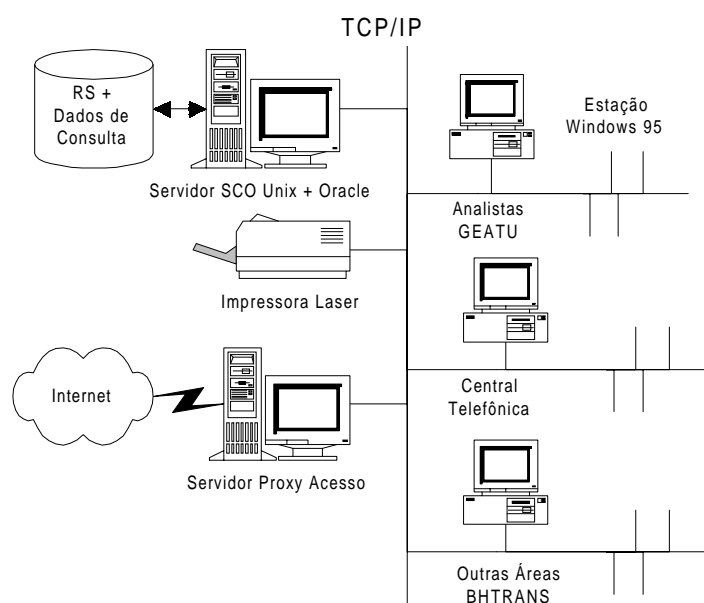 TCP/IP
RS +
Dados de
Consulta
Servidor SCO Unix + Oracle
Estação
Windows 95
Analistas
GEATU
Impressora Laser
Internet
Servidor Proxy Acesso
Central
Telefônica
Outras Áreas
BHTRANS